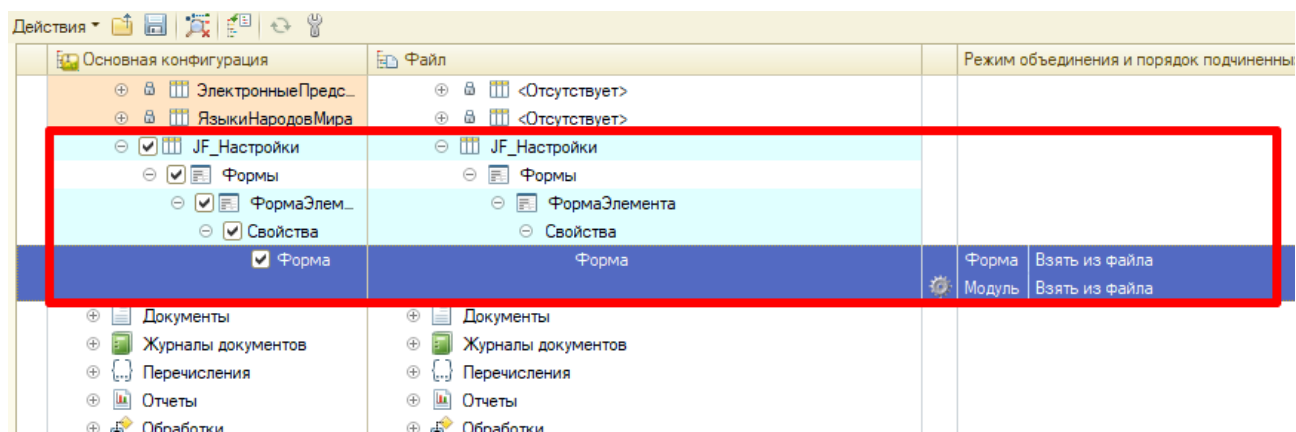 Действия
Основная конфигурация Файл Режим объединения и порядок подчиненны
ЭлектронныеПредс... <Отсутствует>
ЯзыкиНародовМира <Отсутствует>
JF_Настройки JF_Настройки
Формы Формы
ФормаЭлем... ФормаЭлемента
Свойства Свойства
Форма Форма Форма Взять из файла
Модуль Взять из файла
Документы Документы
Журналы документов Журналы документов
Перечисления Перечисления
Отчеты Отчеты
Обработки Обработки